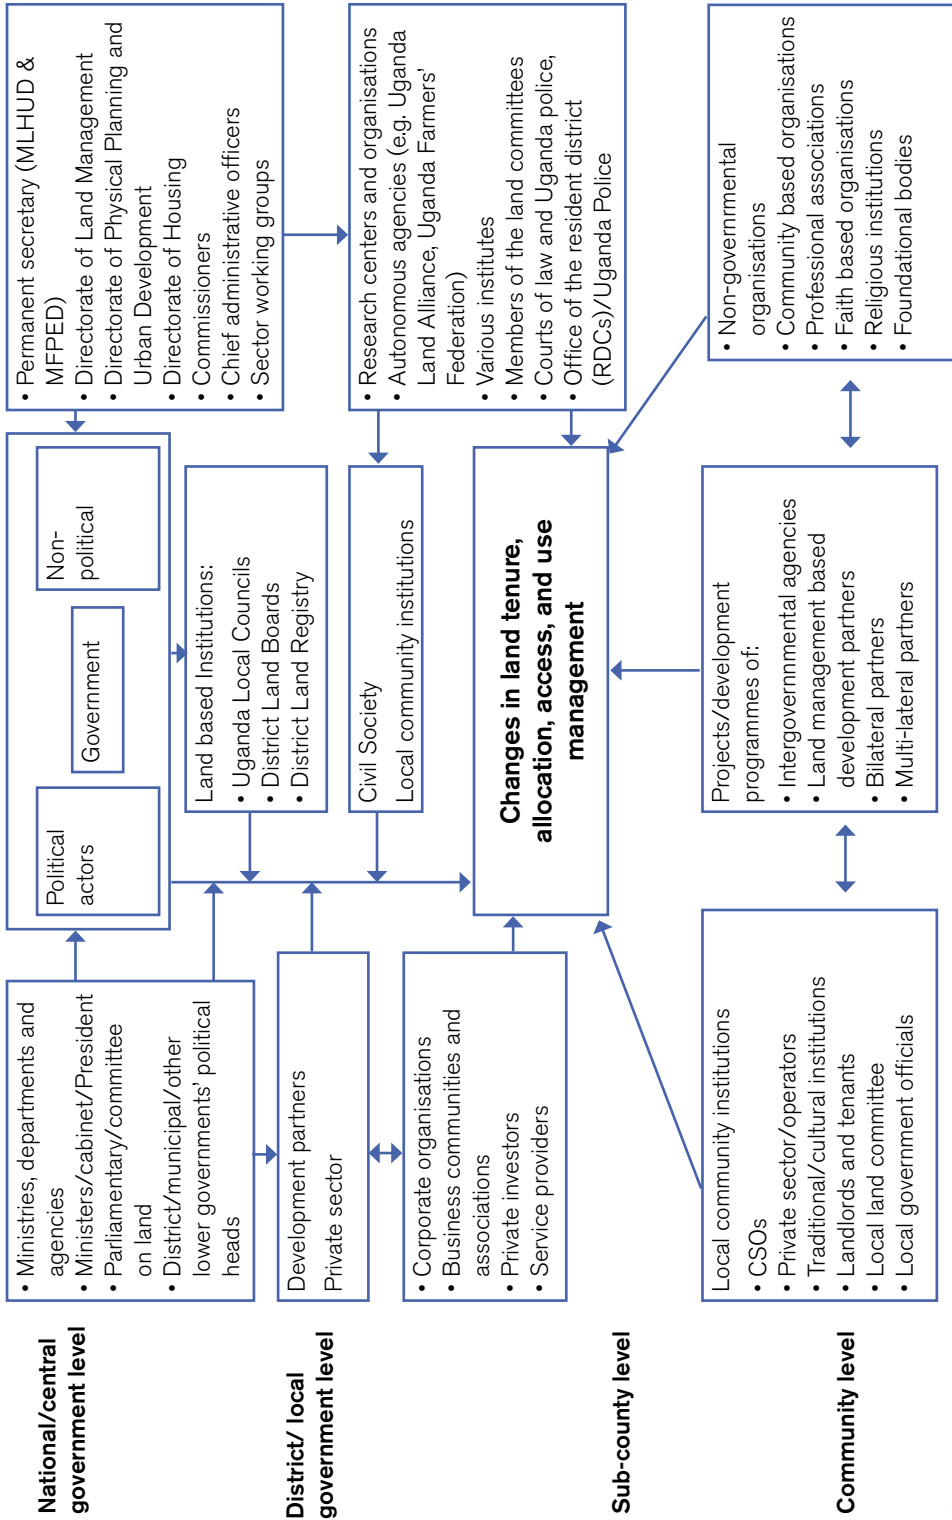 National/central
government level
• Ministries, departments and
agencies
• Ministers/cabinet/President
• Parliamentary/committee
on land
• District/municipal/other
lower governments’ political
heads
Political
actors
Government
Non-
political
• Permanent secretary (MLHUD &
MFPED)
• Directorate of Land Management
• Directorate of Physical Planning and
Urban Development
• Directorate of Housing
• Commissioners
• Chief administrative officers
• Sector working groups
District/ local
government level
Development partners
Private sector
Land based Institutions:
• Uganda Local Councils
• District Land Boards
• District Land Registry
• Corporate organisations
• Business communities and
associations
• Private investors
• Service providers
Civil Society
Local community institutions
• Research centers and organisations
• Autonomous agencies (e.g. Uganda
Land Alliance, Uganda Farmers’
Federation)
• Various institutes
• Members of the land committees
• Courts of law and Uganda police,
• Office of the resident district
(RDCs)/Uganda Police
Sub-county level
Changes in land tenure,
allocation, access, and use
management
Community level
Local community institutions
• CSOs
• Private sector/operators
• Traditional/cultural institutions
• Landlords and tenants
• Local land committee
• Local government officials
Projects/development
programmes of:
• Intergovernmental agencies
• Land management based
development partners
• Bilateral partners
• Multi-lateral partners
• Non-governmental
organisations
• Community based organisations
• Professional associations
• Faith based organisations
• Religious institutions
• Foundational bodies